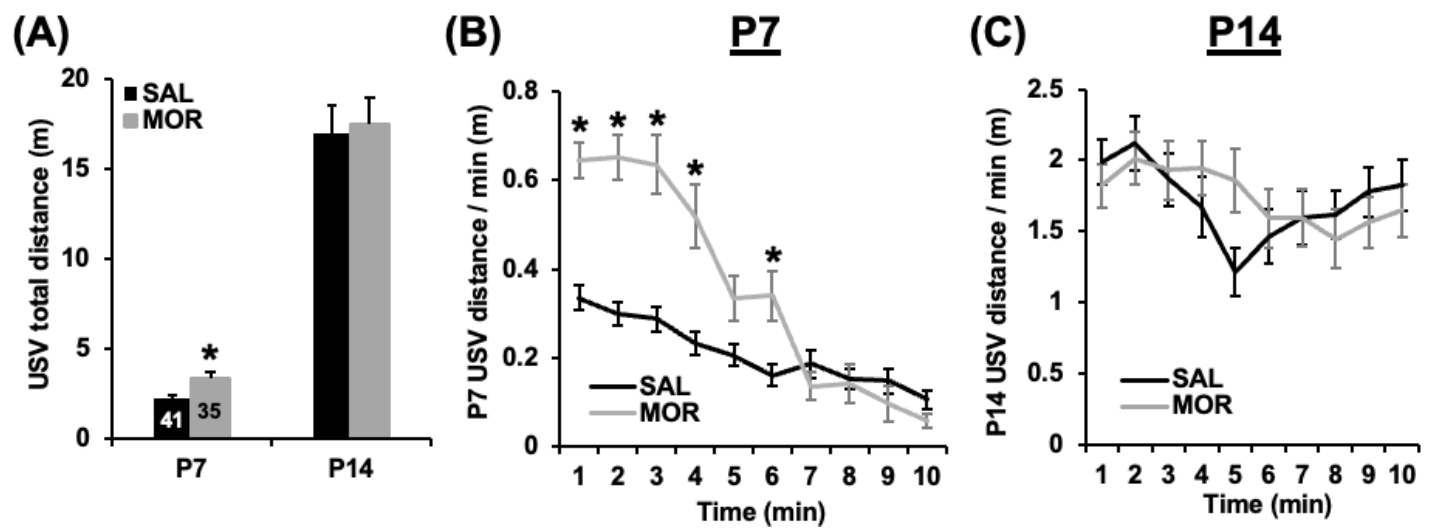 (A)
USV total distance (m)
20
15
10
5
0
SAL
MOR
*
41
35
P7
P14
(B)
P7
P7 USV distance / min (m)
0.8
0.6
0.4
0.2
0
* * *
*
*
SAL
MOR
1 2 3 4 5 6 7 8 9 10
Time (min)
(C)
P14
P14 USV distance / min (m)
2.5
2
1.5
1
0.5
0
SAL
MOR
1 2 3 4 5 6 7 8 9 10
Time (min)